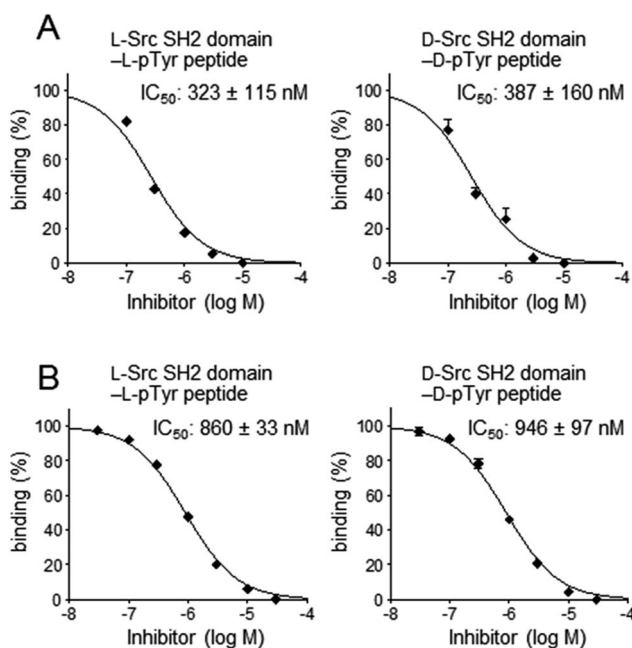 A
L-Src SH2 domain
–L-pTyr peptide
IC50: 323 ± 115 nM
binding (%)
100
80
60
40
20
0
-8 -7 -6 -5 -4
Inhibitor (log M)
D-Src SH2 domain
–D-pTyr peptide
IC50: 387 ± 160 nM
binding (%)
100
80
60
40
20
0
-8 -7 -6 -5 -4
Inhibitor (log M)
B
L-Src SH2 domain
–L-pTyr peptide
IC50: 860 ± 33 nM
binding (%)
100
80
60
40
20
0
-8 -7 -6 -5 -4
Inhibitor (log M)
D-Src SH2 domain
–D-pTyr peptide
IC50: 946 ± 97 nM
binding (%)
100
80
60
40
20
0
-8 -7 -6 -5 -4
Inhibitor (log M)